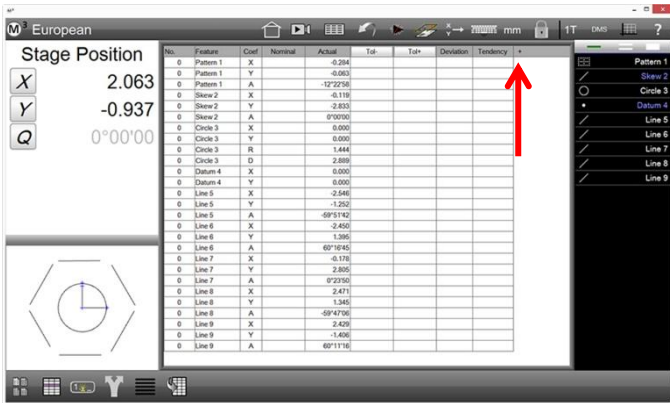 M³
M³ European
mm
1T
DMS
?
Stage Position
X 2.063
Y -0.937
Q 0°00'00
No. Feature Coef Nominal Actual Tol- Tol+ Deviation Tendency +
0 Pattern 1 X -0.204
0 Pattern 1 Y -0.063
0 Pattern 1 A -12°22'58
0 Skew 2 X -0.119
0 Skew 2 Y -2.833
0 Skew 2 A 0°00'00
0 Circle 3 X 0.000
0 Circle 3 Y 0.000
0 Circle 3 R 1.444
0 Circle 3 D 2.889
0 Datum 4 X 0.000
0 Datum 4 Y 0.000
0 Line 5 X -2.546
0 Line 5 Y -1.252
0 Line 5 A -59°51'42
0 Line 6 X -2.450
0 Line 6 Y 1.395
0 Line 6 A 60°16'45
0 Line 7 X -0.178
0 Line 7 Y 2.805
0 Line 7 A 0°23'50
0 Line 8 X 2.471
0 Line 8 Y 1.345
0 Line 8 A -59°47'06
0 Line 9 X 2.429
0 Line 9 Y -1.406
0 Line 9 A 60°11'16
Pattern 1
Skew 2
Circle 3
Datum 4
Line 5
Line 6
Line 7
Line 8
Line 9